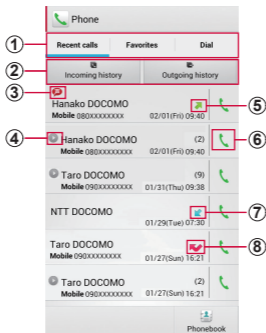 Phone
① Recent calls Favorites Dial
② Incoming history Outgoing history
③
Hanako DOCOMO ⑤
Mobile 080XXXXXXXX 02/01(Fri) 09:40
④ Hanako DOCOMO (2) ⑥
Mobile 080XXXXXXXX 02/01(Fri) 09:40
Taro DOCOMO (9)
Mobile 090XXXXXXXX 01/31(Thu) 09:38
NTT DOCOMO ⑦
01/29(Tue) 07:30
Taro DOCOMO ⑧
Mobile 090XXXXXXXX 01/27(Sun) 16:21
Taro DOCOMO (2)
Mobile 090XXXXXXXX 01/27(Sun) 16:21
Phonebook